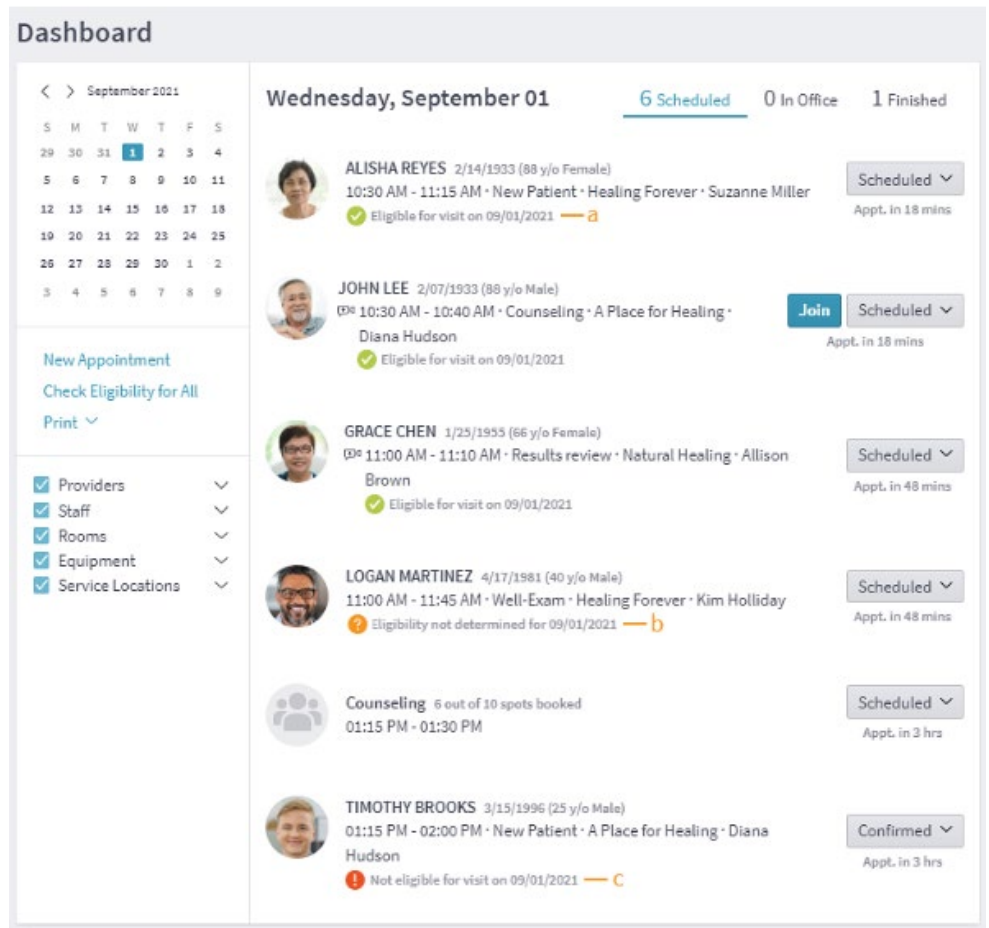 Dashboard
September 2021
S M T W T F S
29 30 31 1 2 3 4
5 6 7 8 9 10 11
12 13 14 15 16 17 18
19 20 21 22 23 24 25
26 27 28 29 30 1 2
3 4 5 6 7 8 9
New Appointment
Check Eligibility for All
Print
Providers
Staff
Rooms
Equipment
Service Locations
Wednesday, September 01
6 Scheduled 0 In Office 1 Finished
ALISHA REYES 2/14/1933 (88 y/o Female)
10:30 AM - 11:15 AM · New Patient · Healing Forever · Suzanne Miller
Eligible for visit on 09/01/2021 — a
Scheduled
Appt. in 18 mins
JOHN LEE 2/07/1933 (88 y/o Male)
10:30 AM - 10:40 AM · Counseling · A Place for Healing ·
Diana Hudson
Eligible for visit on 09/01/2021
Join Scheduled
Appt. in 18 mins
GRACE CHEN 1/25/1955 (66 y/o Female)
11:00 AM - 11:10 AM · Results review · Natural Healing · Allison
Brown
Eligible for visit on 09/01/2021
Scheduled
Appt. in 48 mins
LOGAN MARTINEZ 4/17/1981 (40 y/o Male)
11:00 AM - 11:45 AM · Well-Exam · Healing Forever · Kim Holliday
? Eligibility not determined for 09/01/2021 — b
Scheduled
Appt. in 48 mins
Counseling 6 out of 10 spots booked
01:15 PM - 01:30 PM
Scheduled
Appt. in 3 hrs
TIMOTHY BROOKS 3/15/1996 (25 y/o Male)
01:15 PM - 02:00 PM · New Patient · A Place for Healing · Diana
Hudson
! Not eligible for visit on 09/01/2021 — c
Confirmed
Appt. in 3 hrs